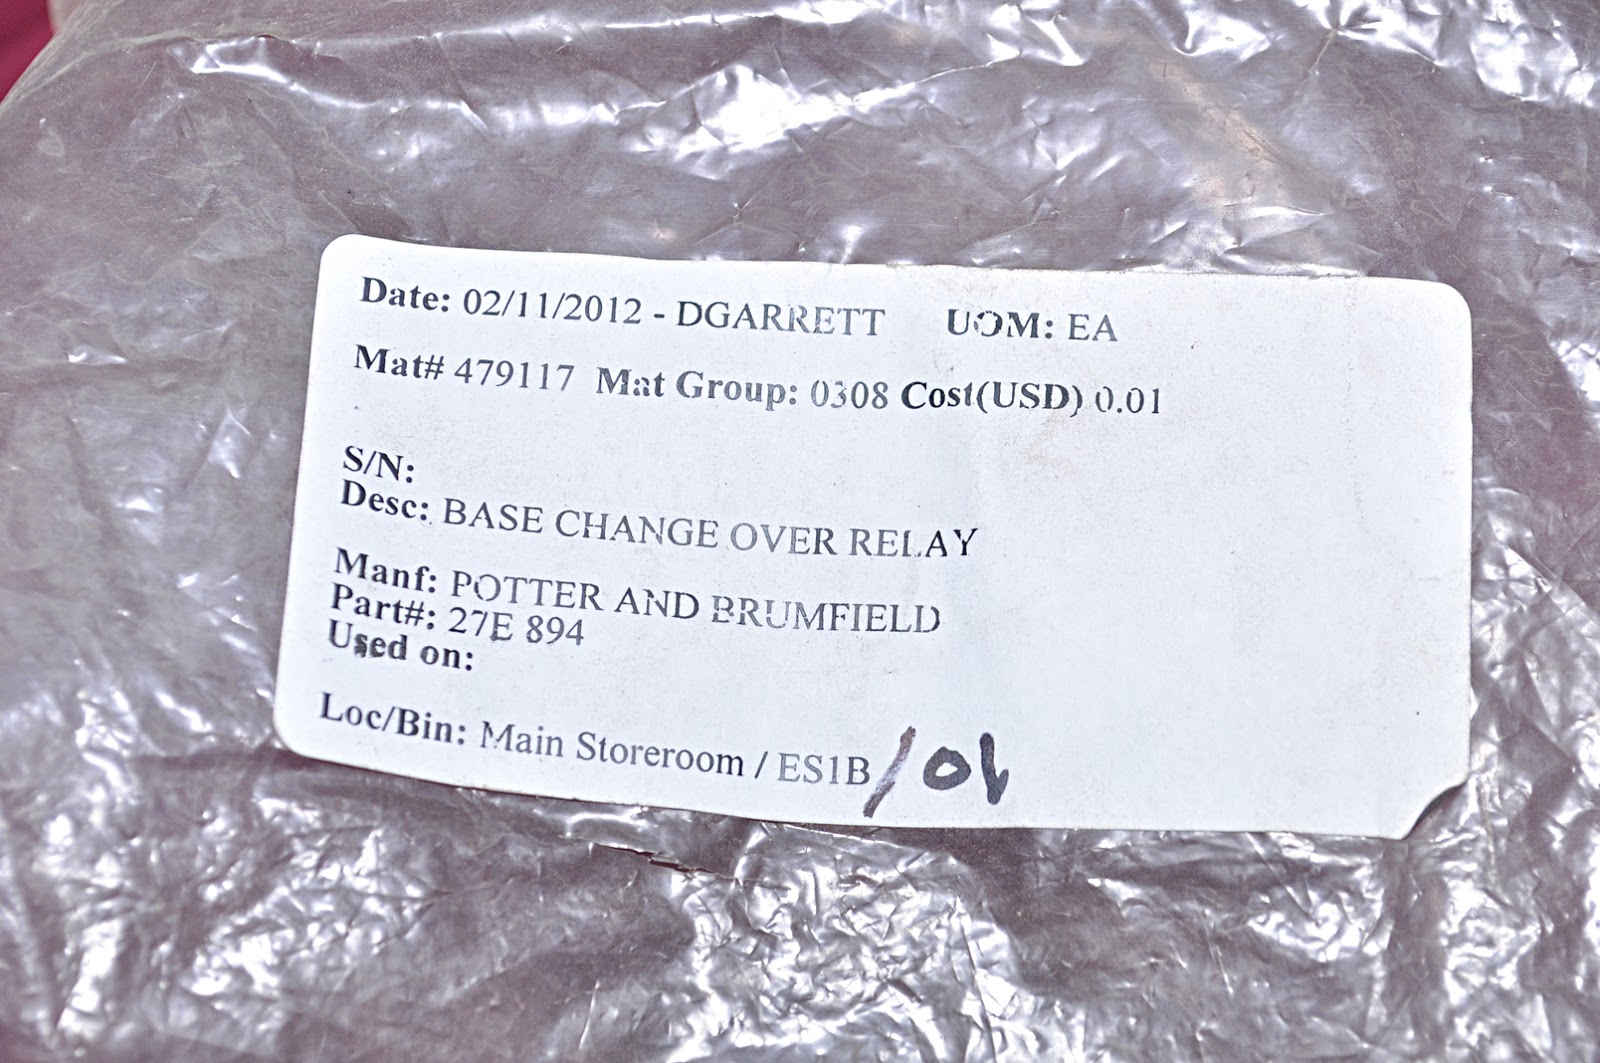 Date: 02/11/2012 - DGARRETT UOM: EA
Mat# 479117 Mat Group: 0308 Cost(USD) 0.01
S/N:
Desc: BASE CHANGE OVER RELAY
Manf: POTTER AND BRUMFIELD
Part#: 27E 894
Used on:
Loc/Bin: Main Storeroom / ES1B /01